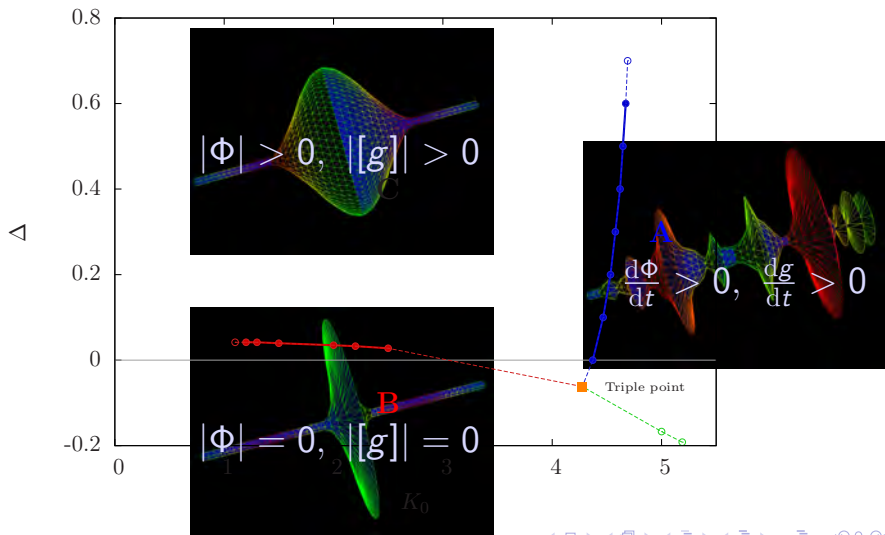 0.8
0.6
|Φ| > 0, |[g]| > 0
C
0.4
Δ
A
dΦ/dt > 0, dg/dt > 0
0.2
0
Triple point
B
|Φ| = 0, |[g]| = 0
-0.2
0 1 2 3 4 5
K₀